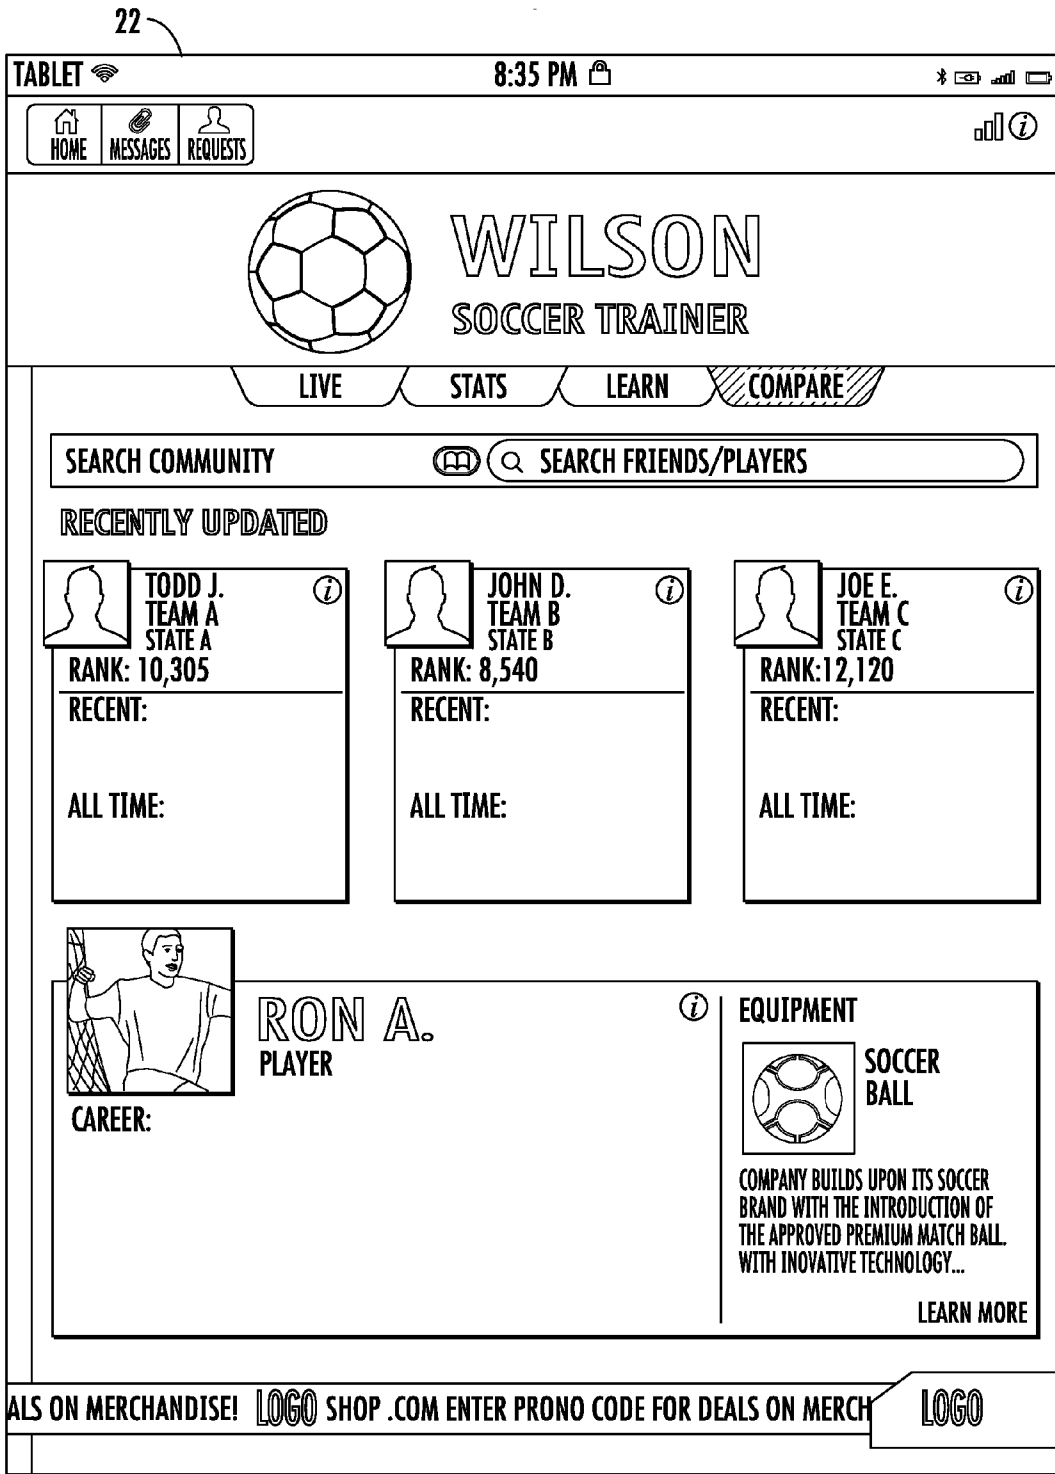 22
TABLET 8:35 PM
HOME MESSAGES REQUESTS
i
WILSON
SOCCER TRAINER
LIVE STATS LEARN COMPARE
SEARCH COMMUNITY SEARCH FRIENDS/PLAYERS
RECENTLY UPDATED
TODD J. i
TEAM A
STATE A
RANK: 10,305
RECENT:
ALL TIME:
JOHN D. i
TEAM B
STATE B
RANK: 8,540
RECENT:
ALL TIME:
JOE E. i
TEAM C
STATE C
RANK:12,120
RECENT:
ALL TIME:
RON A. i
PLAYER
CAREER:
EQUIPMENT
SOCCER
BALL
COMPANY BUILDS UPON ITS SOCCER
BRAND WITH THE INTRODUCTION OF
THE APPROVED PREMIUM MATCH BALL.
WITH INOVATIVE TECHNOLOGY...
LEARN MORE
ALS ON MERCHANDISE! LOGO SHOP .COM ENTER PRONO CODE FOR DEALS ON MERCH LOGO